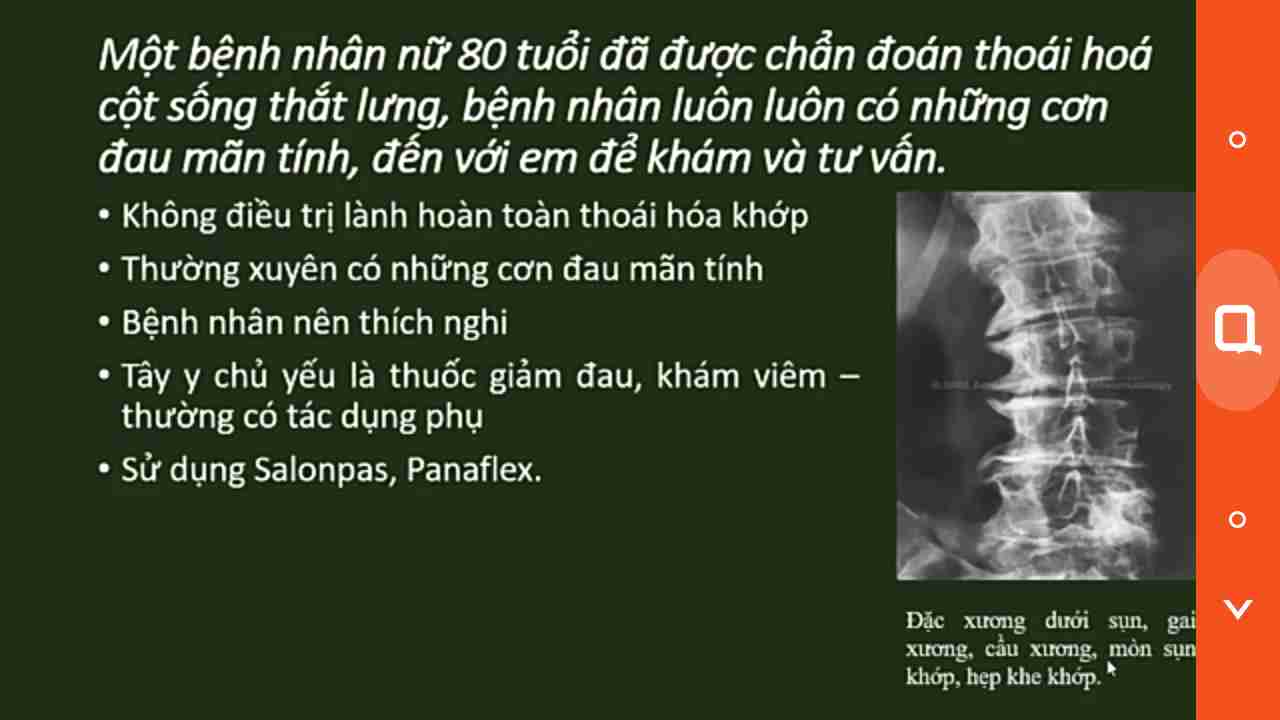 Một bệnh nhân nữ 80 tuổi đã được chẩn đoán thoái hoá
cột sống thắt lưng, bệnh nhân luôn luôn có những cơn
đau mãn tính, đến với em để khám và tư vấn.
• Không điều trị lành hoàn toàn thoái hóa khớp
• Thường xuyên có những cơn đau mãn tính
• Bệnh nhân nên thích nghi
• Tây y chủ yếu là thuốc giảm đau, khám viêm –
thường có tác dụng phụ
• Sử dụng Salonpas, Panaflex.
Đặc xương dưới sụn, gai
xương, cầu xương, mòn sụn
khớp, hẹp khe khớp.